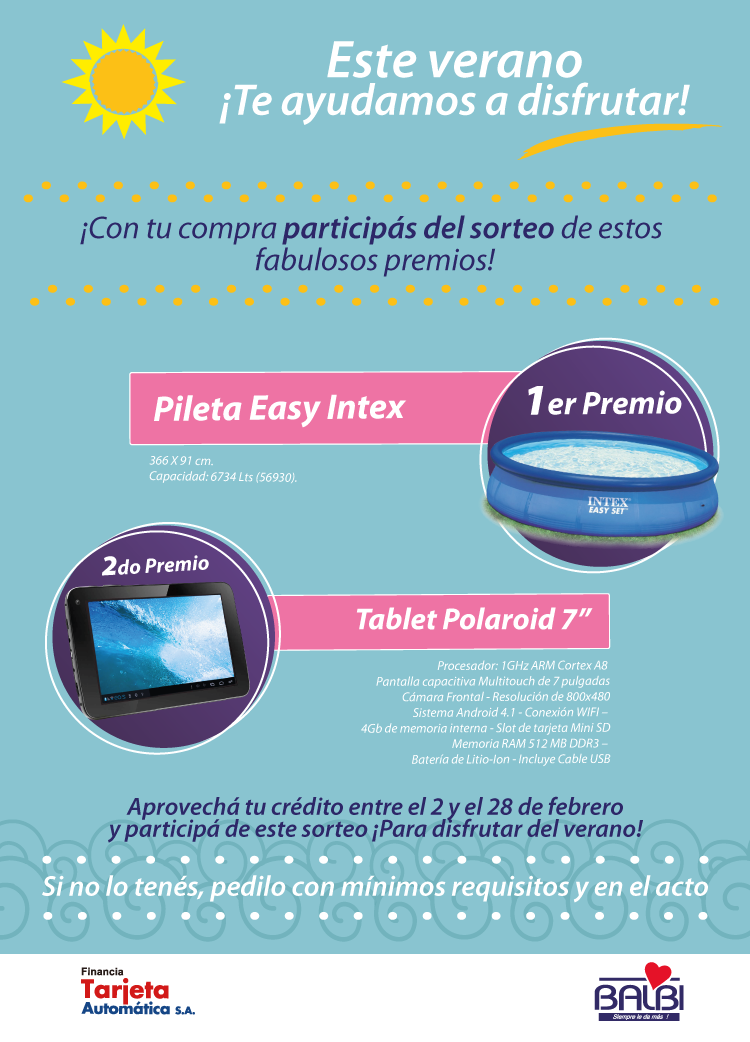 Este verano
¡Te ayudamos a disfrutar!
¡Con tu compra participás del sorteo de estos
fabulosos premios!
Pileta Easy Intex
1er Premio
366 X 91 cm.
Capacidad: 6734 Lts (56930).
INTEX
EASY SET
2do Premio
Tablet Polaroid 7”
Procesador: 1GHz ARM Cortex A8
Pantalla capacitiva Multitouch de 7 pulgadas
Cámara Frontal - Resolución de 800x480
Sistema Android 4.1 - Conexión WIFI –
4Gb de memoria interna - Slot de tarjeta Mini SD
Memoria RAM 512 MB DDR3 –
Batería de Litio-Ion - Incluye Cable USB
Aprovechá tu crédito entre el 2 y el 28 de febrero
y participá de este sorteo ¡Para disfrutar del verano!
Si no lo tenés, pedilo con mínimos requisitos y en el acto
Financia
Tarjeta
Automática S.A.
BALBI
Siempre le da más !